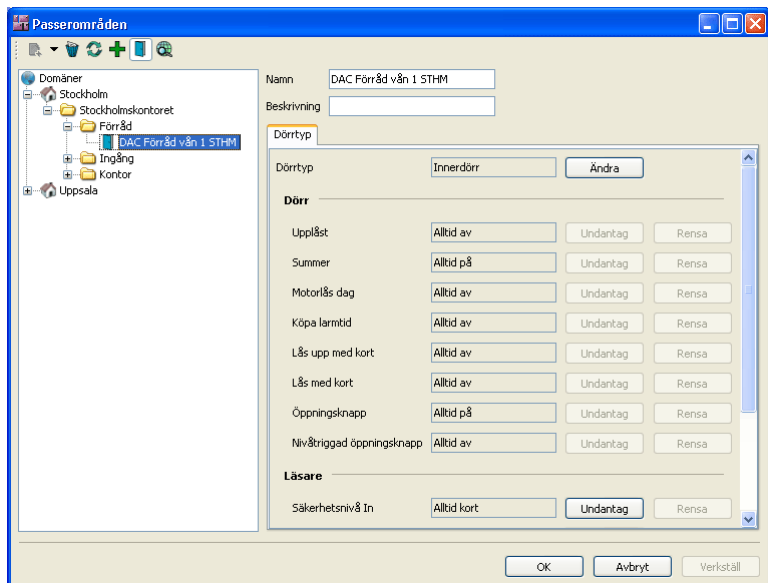 Passerområden
Domäner
Stockholm
Stockholmskontoret
Förråd
DAC Förråd vån 1 STHM
Ingång
Kontor
Uppsala
Namn DAC Förråd vån 1 STHM
Beskrivning
Dörrtyp
Dörrtyp Innerdörr Ändra
Dörr
Upplåst Alltid av Undantag Rensa
Summer Alltid på Undantag Rensa
Motorlås dag Alltid av Undantag Rensa
Köpa larmtid Alltid av Undantag Rensa
Lås upp med kort Alltid av Undantag Rensa
Lås med kort Alltid av Undantag Rensa
Öppningsknapp Alltid på Undantag Rensa
Nivåtriggad öppningsknapp Alltid av Undantag Rensa
Läsare
Säkerhetsnivå In Alltid kort Undantag Rensa
OK Avbryt Verkställ